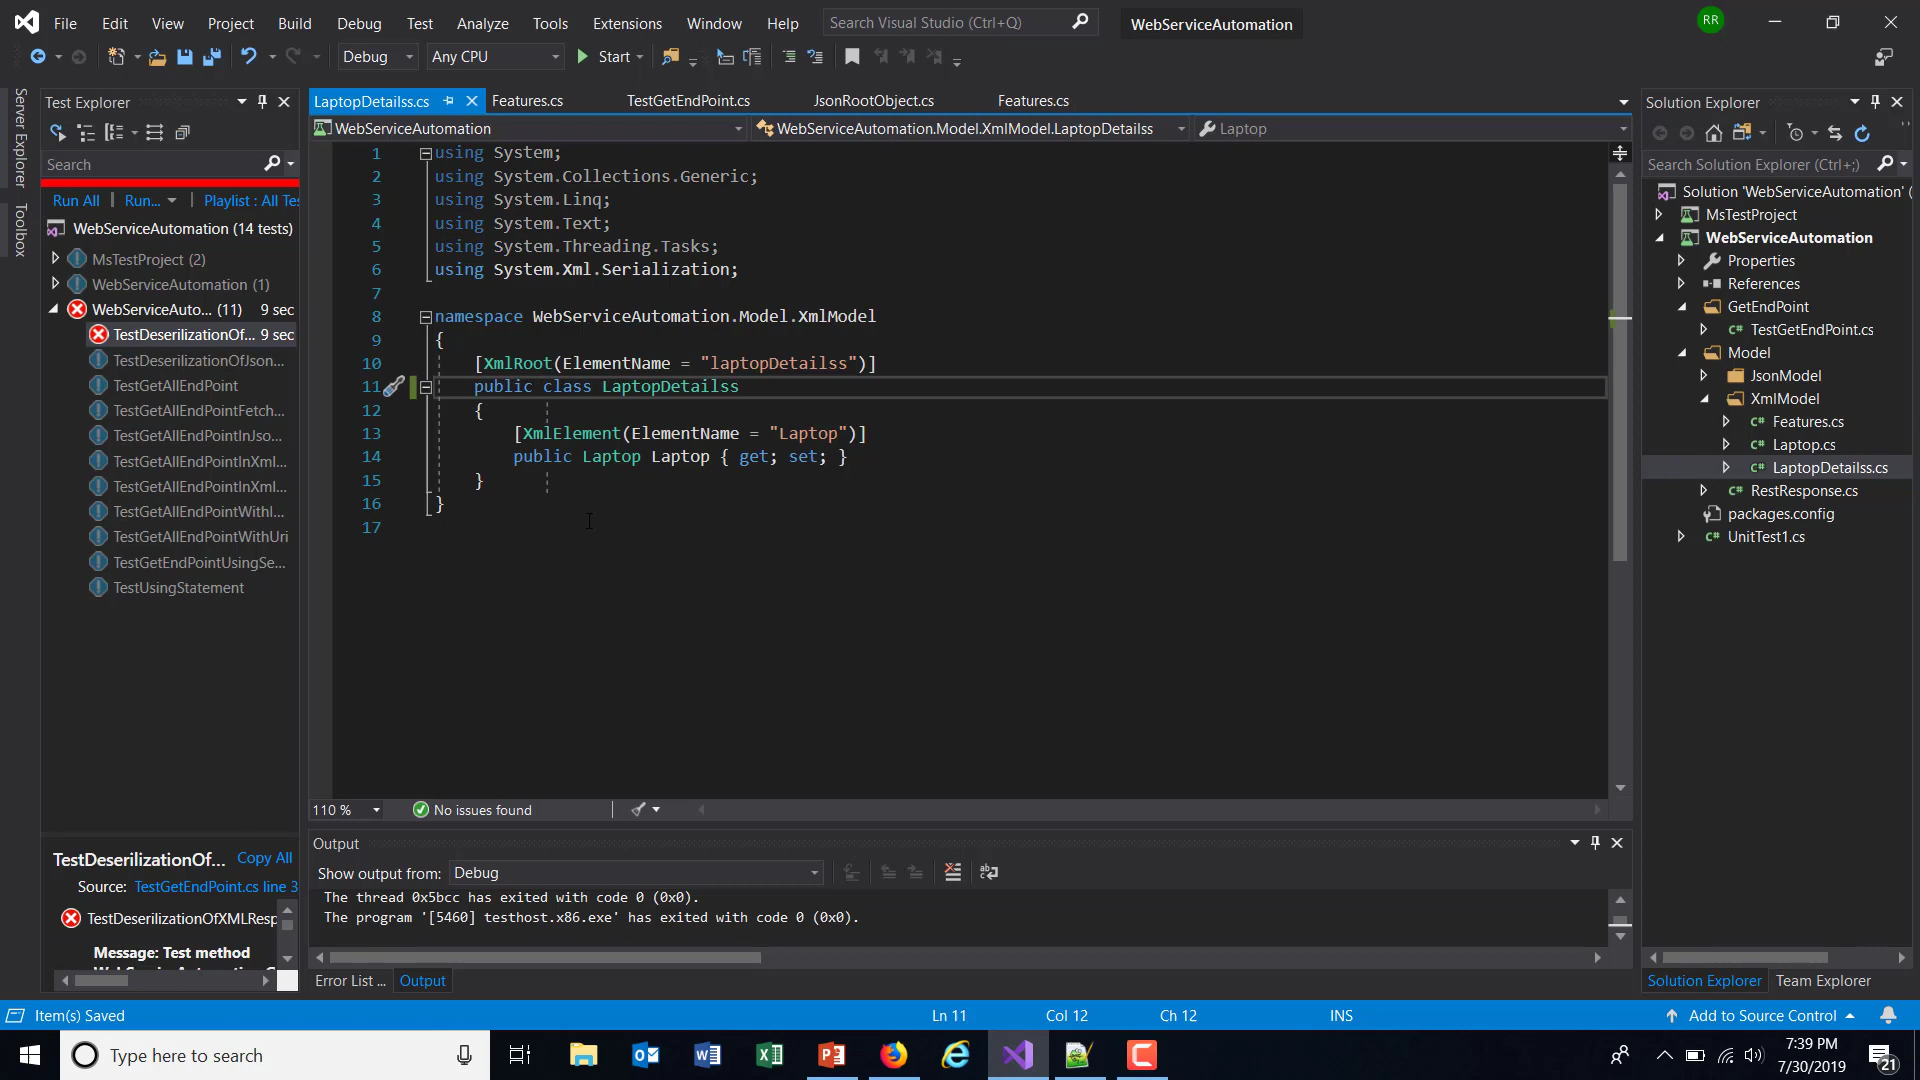 File Edit View Project Build Debug Test Analyze Tools Extensions Window Help Search Visual Studio (Ctrl+Q) WebServiceAutomation RR
Debug Any CPU Start
Server Explorer
Toolbox
Test Explorer
Search
Run All | Run... | Playlist : All Te
WebServiceAutomation (14 tests)
MsTestProject (2)
WebServiceAutomation (1)
WebServiceAuto... (11) 9 sec
TestDeserilizationOf... 9 sec
TestDeserilizationOfJson...
TestGetAllEndPoint
TestGetAllEndPointFetch...
TestGetAllEndPointInJso...
TestGetAllEndPointInXml...
TestGetAllEndPointInXml...
TestGetAllEndPointWithI...
TestGetAllEndPointWithUri
TestGetEndPointUsingSe...
TestUsingStatement
TestDeserilizationOf... Copy All
Source: TestGetEndPoint.cs line 3
TestDeserilizationOfXMLResp
Message: Test method
LaptopDetailss.cs Features.cs TestGetEndPoint.cs JsonRootObject.cs Features.cs
WebServiceAutomation WebServiceAutomation.Model.XmlModel.LaptopDetailss Laptop
1 using System;
2 using System.Collections.Generic;
3 using System.Linq;
4 using System.Text;
5 using System.Threading.Tasks;
6 using System.Xml.Serialization;
7
8 namespace WebServiceAutomation.Model.XmlModel
9 {
10 [XmlRoot(ElementName = "laptopDetailss")]
11 public class LaptopDetailss
12 {
13 [XmlElement(ElementName = "Laptop")]
14 public Laptop Laptop { get; set; }
15 }
16 }
17
110 % No issues found
Output
Show output from: Debug
The thread 0x5bcc has exited with code 0 (0x0).
The program '[5460] testhost.x86.exe' has exited with code 0 (0x0).
Error List ... Output
Solution Explorer
Search Solution Explorer (Ctrl+;)
Solution 'WebServiceAutomation' (
MsTestProject
WebServiceAutomation
Properties
References
GetEndPoint
TestGetEndPoint.cs
Model
JsonModel
XmlModel
Features.cs
Laptop.cs
LaptopDetailss.cs
RestResponse.cs
packages.config
UnitTest1.cs
Solution Explorer Team Explorer
Item(s) Saved Ln 11 Col 12 Ch 12 INS Add to Source Control
Type here to search
7:39 PM
7/30/2019
21